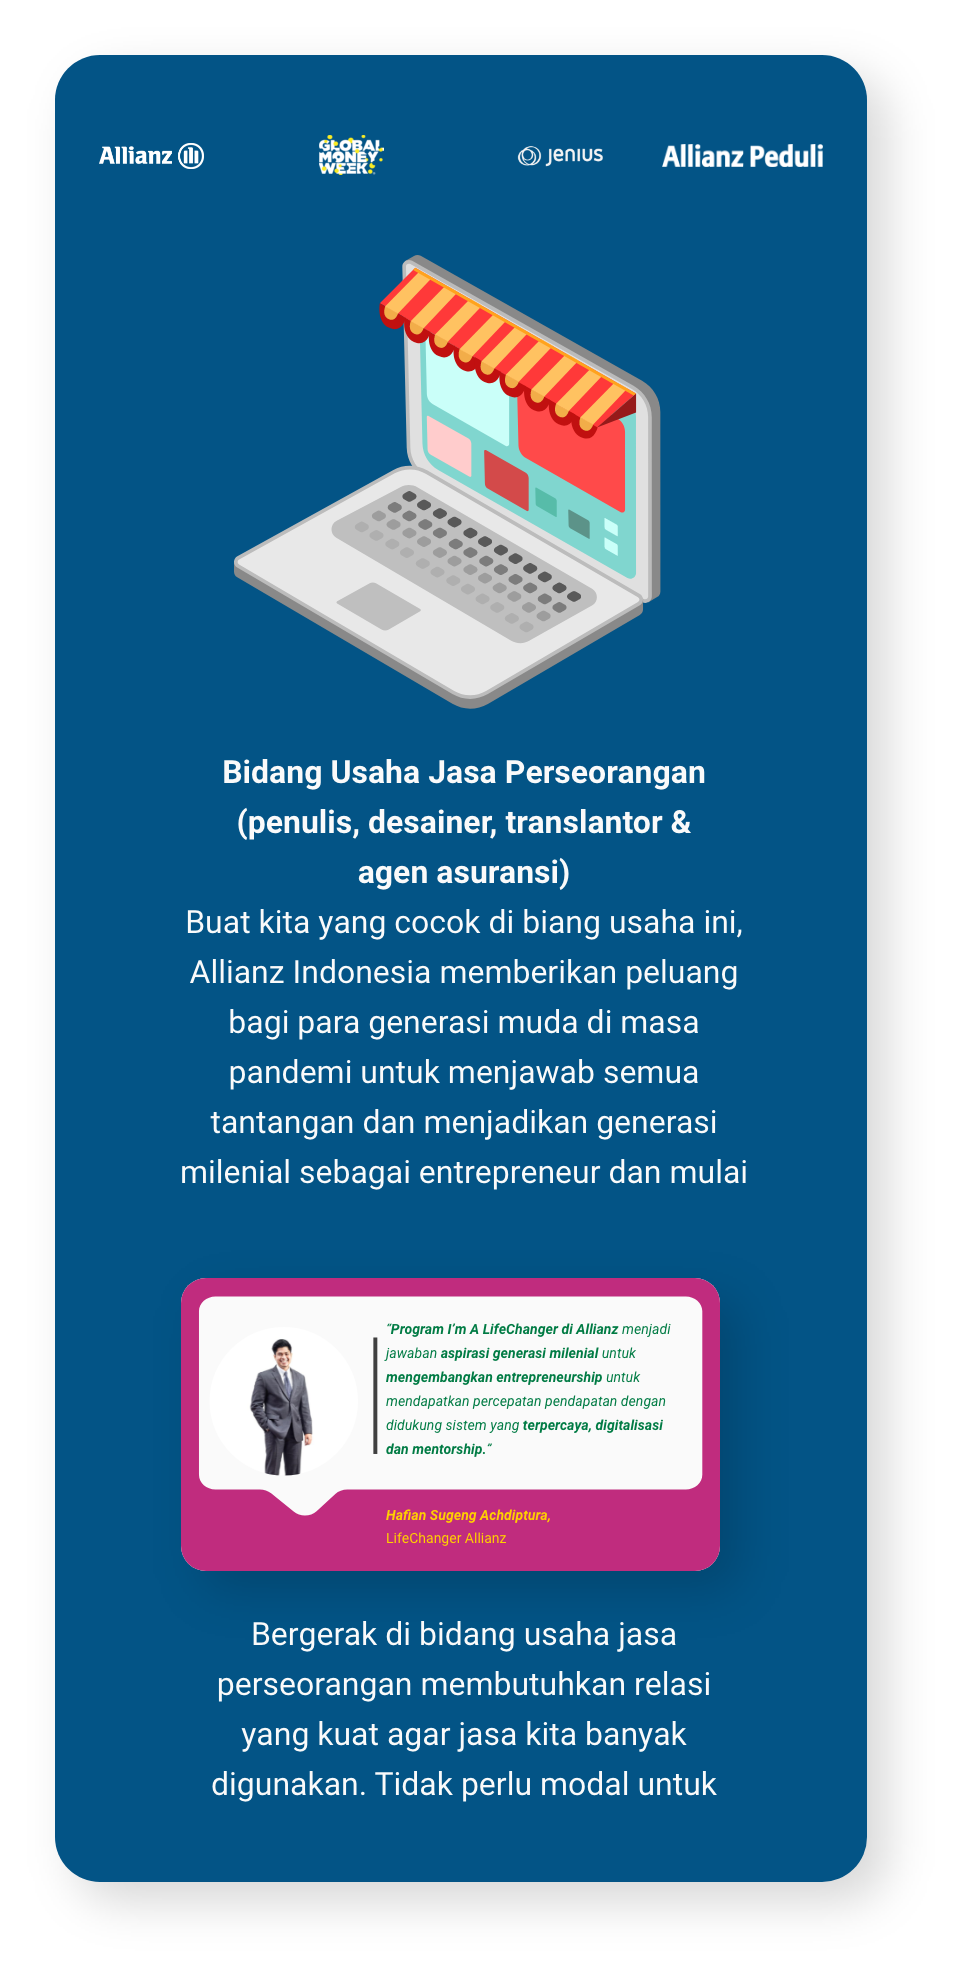 Allianz
GLOBAL
MONEY
WEEK
Jenius
Allianz Peduli
Bidang Usaha Jasa Perseorangan
(penulis, desainer, translantor &
agen asuransi)
Buat kita yang cocok di biang usaha ini,
Allianz Indonesia memberikan peluang
bagi para generasi muda di masa
pandemi untuk menjawab semua
tantangan dan menjadikan generasi
milenial sebagai entrepreneur dan mulai
“Program I’m A LifeChanger di Allianz menjadi
jawaban aspirasi generasi milenial untuk
mengembangkan entrepreneurship untuk
mendapatkan percepatan pendapatan dengan
didukung sistem yang terpercaya, digitalisasi
dan mentorship.“
Hafian Sugeng Achdiptura,
LifeChanger Allianz
Bergerak di bidang usaha jasa
perseorangan membutuhkan relasi
yang kuat agar jasa kita banyak
digunakan. Tidak perlu modal untuk